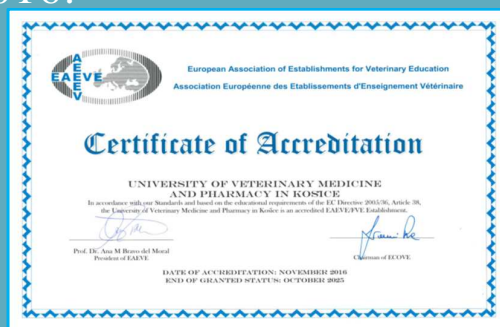 EAEVE
AEEEV
European Association of Establishments for Veterinary Education
Association Européenne des Etablissements d'Enseignement Vétérinaire
Certificate of Accreditation
UNIVERSITY OF VETERINARY MEDICINE
AND PHARMACY IN KOSICE
In accordance with our Standards and based on the educational requirements of the EC Directive 2005/36, Article 38,
the University of Veterinary Medicine and Pharmacy in Kosice is an accredited EAEVE/FVE Establishment.
Prof. Dr. Ana M Bravo del Moral
President of EAEVE
Chairman of ECOVE
DATE OF ACCREDITATION: NOVEMBER 2016
END OF GRANTED STATUS: OCTOBER 2025